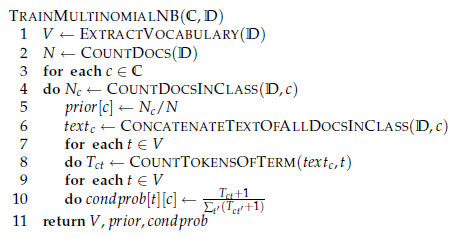 TRAINMULTINOMIALNB(ℂ, 𝔻)
1 V ← EXTRACTVOCABULARY(𝔻)
2 N ← COUNTDOCS(𝔻)
3 for each c ∈ ℂ
4 do N_c ← COUNTDOCSINCLASS(𝔻, c)
5 prior[c] ← N_c/N
6 text_c ← CONCATENATETEXTOFALLDOCSINCLASS(𝔻, c)
7 for each t ∈ V
8 do T_ct ← COUNTTOKENSOFTERM(text_c, t)
9 for each t ∈ V
10 do condprob[t][c] ← (T_ct+1)/(∑_t′(T_ct′+1))
11 return V, prior, condprob